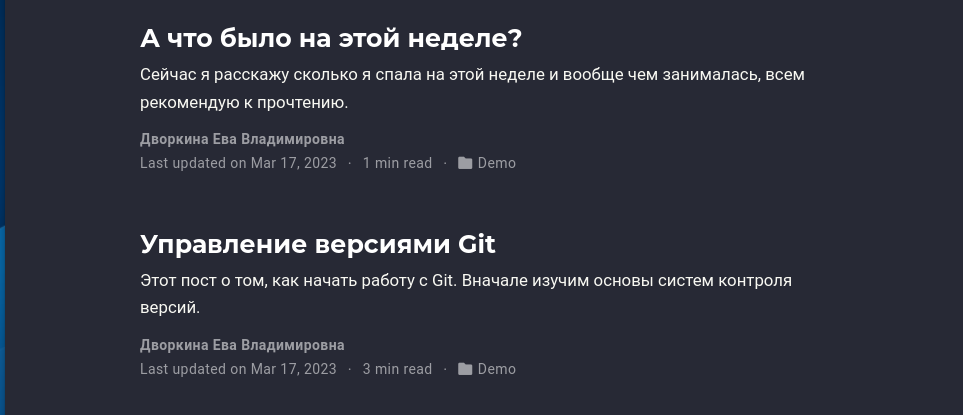 А что было на этой неделе?
Сейчас я расскажу сколько я спала на этой неделе и вообще чем занималась, всем
рекомендую к прочтению.
Дворкина Ева Владимировна
Last updated on Mar 17, 2023 · 1 min read · Demo
Управление версиями Git
Этот пост о том, как начать работу с Git. Вначале изучим основы систем контроля
версий.
Дворкина Ева Владимировна
Last updated on Mar 17, 2023 · 3 min read · Demo